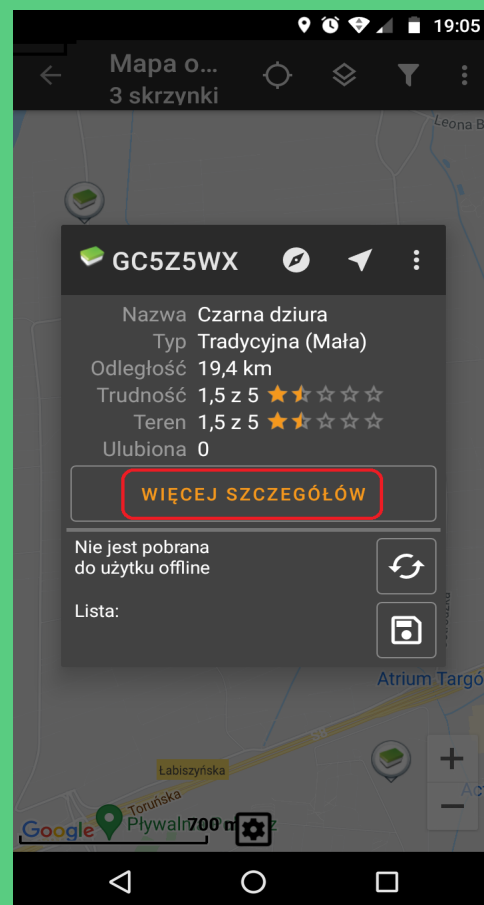 19:05
Mapa o...
3 skrzynki
Leona B
GC5Z5WX
Nazwa Czarna dziura
Typ Tradycyjna (Mała)
Odległość 19,4 km
Trudność 1,5 z 5
Teren 1,5 z 5
Ulubiona 0
WIĘCEJ SZCZEGÓŁÓW
Nie jest pobrana
do użytku offline
Lista:
Atrium Targó
Łabiszyńska
Toruńska
Google
700 m
+
−